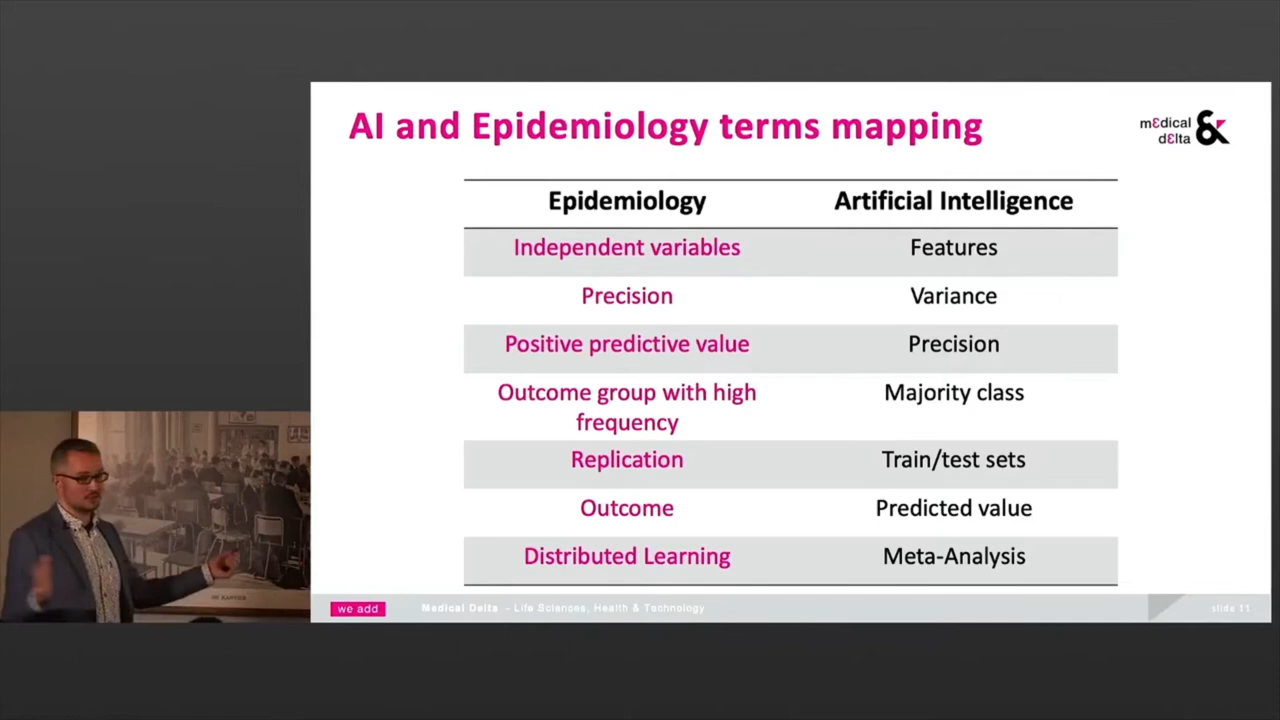 AI and Epidemiology terms mapping
mƐdical
dƐlta
&
Epidemiology Artificial Intelligence
Independent variables Features
Precision Variance
Positive predictive value Precision
Outcome group with high Majority class
frequency
Replication Train/test sets
Outcome Predicted value
Distributed Learning Meta-Analysis
we add Medical Delta - Life Sciences, Health & Technology